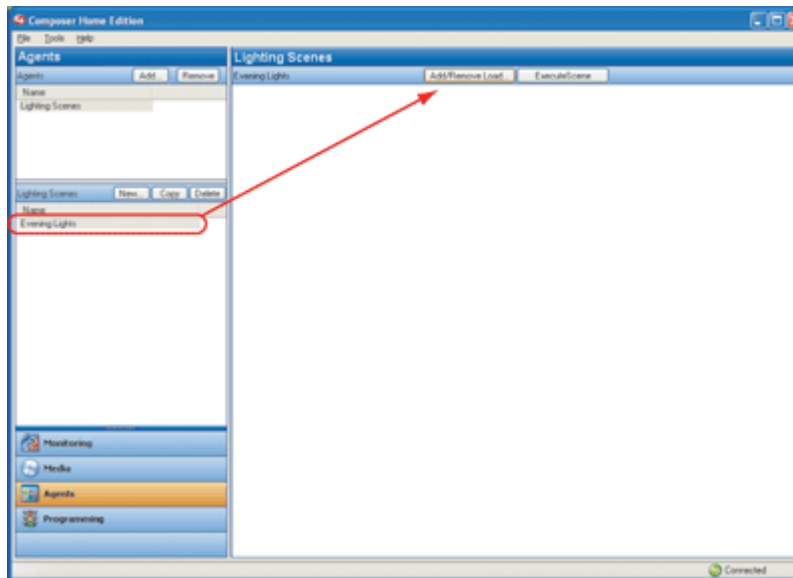 Composer Home Edition
File Tools Help
Agents
Agents Add... Remove
Name
Lighting Scenes
Lighting Scenes New... Copy Delete
Name
Evening Lights
Monitoring
Media
Agents
Programming
Lighting Scenes
Evening Lights Add/Remove Load... ExecuteScene
Connected